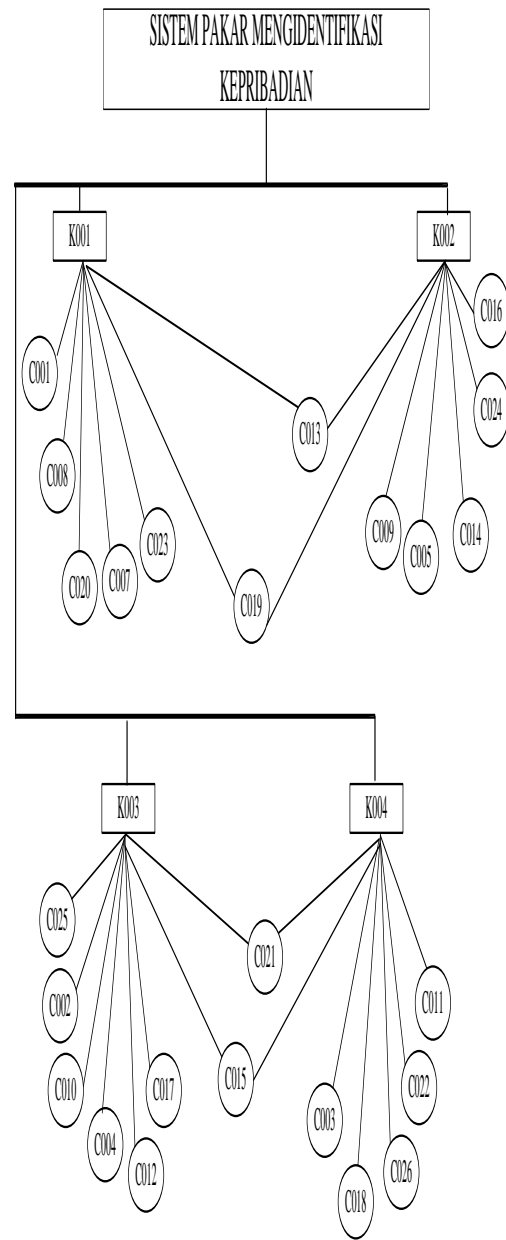 SISTEM PAKAR MENGIDENTIFIKASI
KEPRIBADIAN
K001
K002
C016
C001
C024
C013
C008
C009
C014
C023
C005
C007
C020
C019
K003
K004
C025
C021
C002
C011
C015
C010
C017
C022
C003
C004
C012
C026
C018